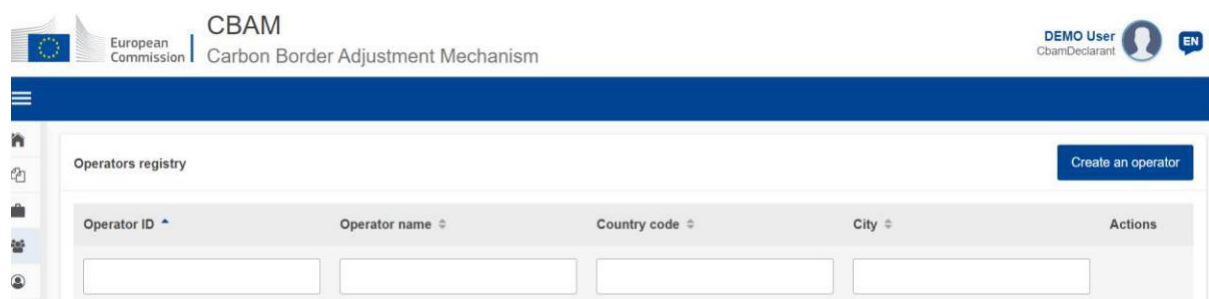 European
Commission
CBAM
Carbon Border Adjustment Mechanism
DEMO User
CbamDeclarant
EN
Operators registry
Create an operator
Operator ID
Operator name
Country code
City
Actions